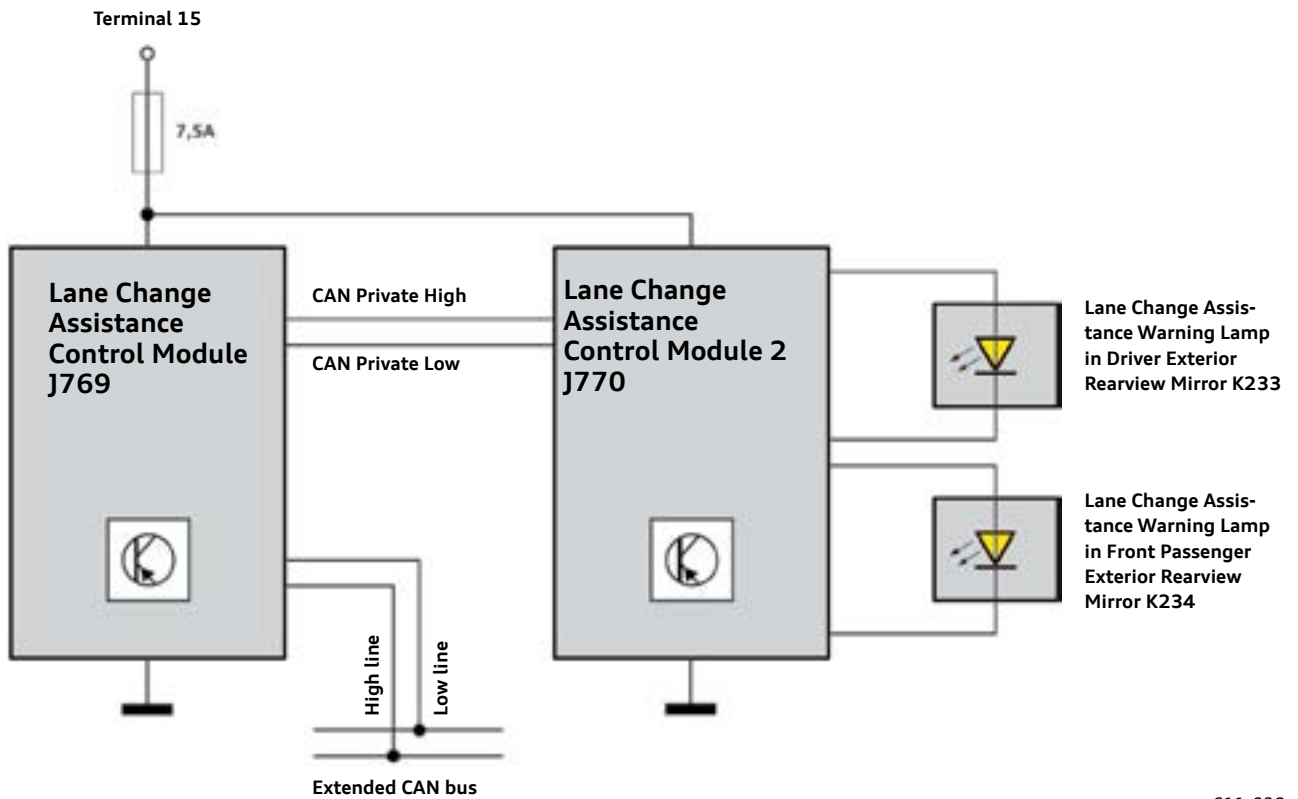 Terminal 15
7,5A
Lane Change
Assistance
Control Module
J769
CAN Private High
CAN Private Low
Lane Change
Assistance
Control Module 2
J770
Lane Change Assis-
tance Warning Lamp
in Driver Exterior
Rearview Mirror K233
Lane Change Assis-
tance Warning Lamp
in Front Passenger
Exterior Rearview
Mirror K234
High line
Low line
Extended CAN bus